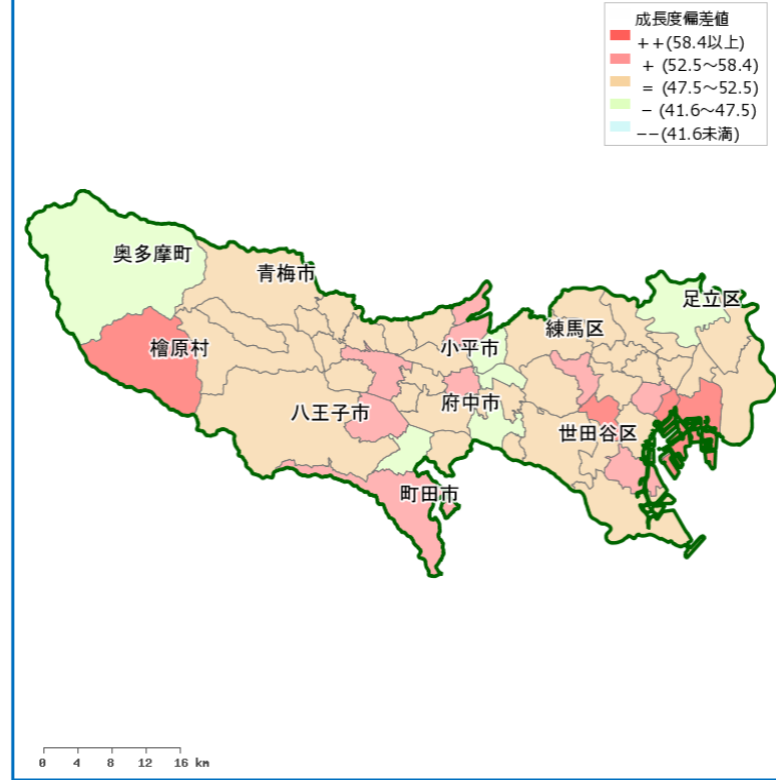 成長度偏差値
++(58.4以上)
+ (52.5～58.4)
= (47.5～52.5)
− (41.6～47.5)
−−(41.6未満)
奥多摩町
青梅市
足立区
練馬区
檜原村
小平市
八王子市
府中市
世田谷区
町田市
0 4 8 12 16 km